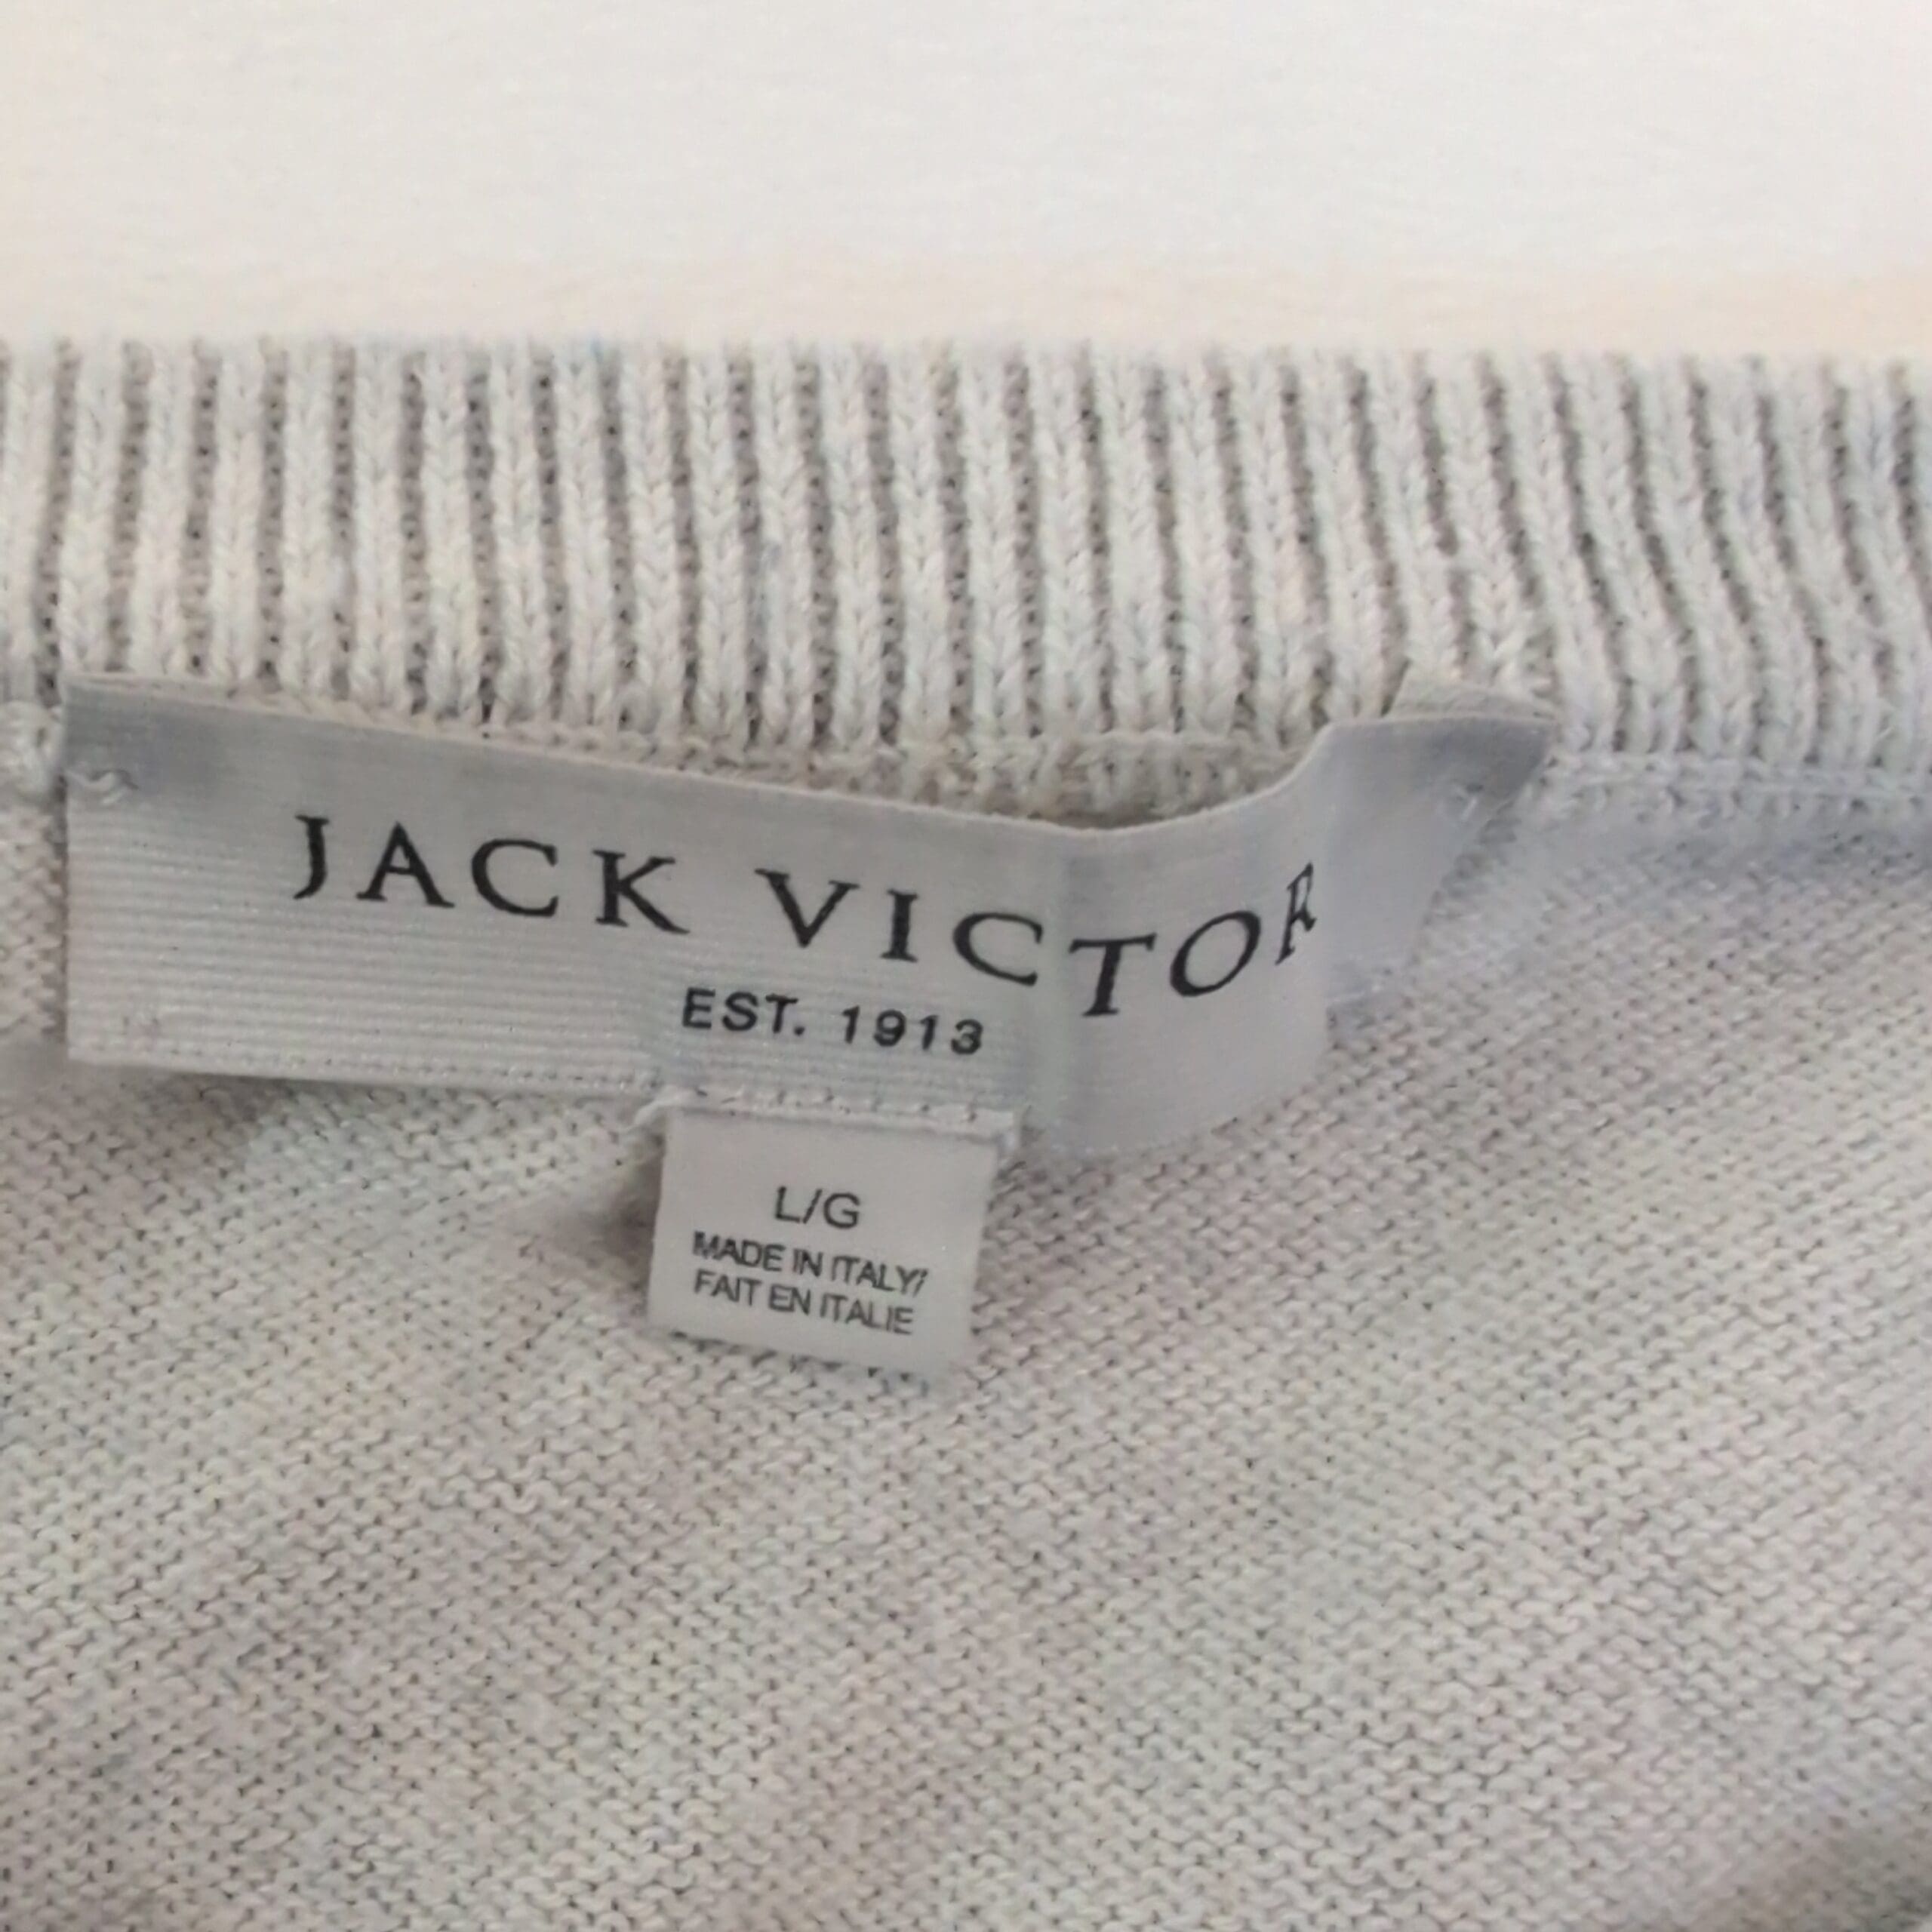 JACK VICTOR
EST. 1913
L/G
MADE IN ITALY/
FAIT EN ITALIE